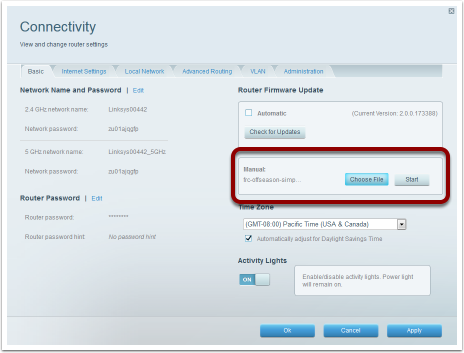 Connectivity
View and change router settings
Basic
Internet Settings
Local Network
Advanced Routing
VLAN
Administration
Network Name and Password | Edit
2.4 GHz network name: Linksys00442
Network password: zu01ajqgfp
5 GHz network name: Linksys00442_5GHz
Network password: zu01ajqgfp
Router Password | Edit
Router password: ********
Router password hint: No password hint
Router Firmware Update
Automatic (Current Version: 2.0.0.173388)
Check for Updates
Manual:
frc-offseason-simp... Choose File Start
Time Zone
(GMT-08:00) Pacific Time (USA & Canada)
Automatically adjust for Daylight Savings Time
Activity Lights
ON
Enable/disable activity lights. Power light
will remain on.
Ok Cancel Apply